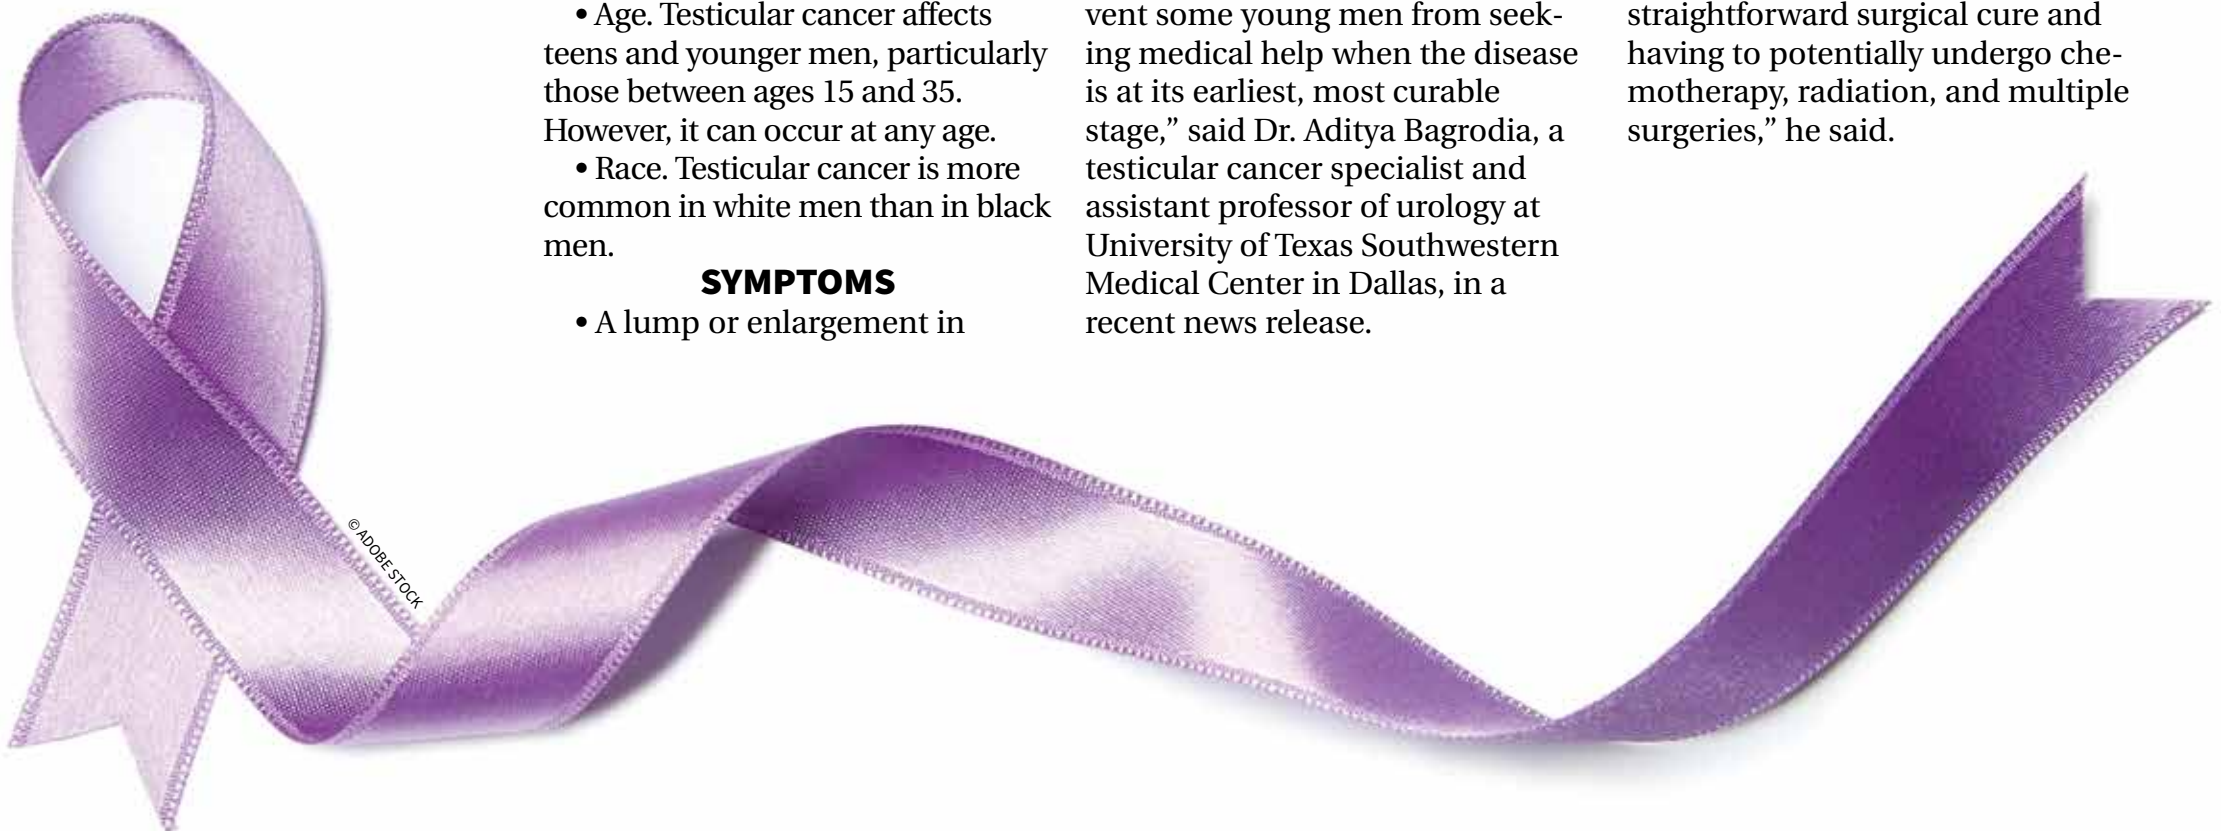 • Age. Testicular cancer affects
teens and younger men, particularly
those between ages 15 and 35.
However, it can occur at any age.
• Race. Testicular cancer is more
common in white men than in black
men.
SYMPTOMS
• A lump or enlargement in
vent some young men from seek-
ing medical help when the disease
is at its earliest, most curable
stage,” said Dr. Aditya Bagrodia, a
testicular cancer specialist and
assistant professor of urology at
University of Texas Southwestern
Medical Center in Dallas, in a
recent news release.
straightforward surgical cure and
having to potentially undergo che-
motherapy, radiation, and multiple
surgeries,” he said.
© ADOBE STOCK